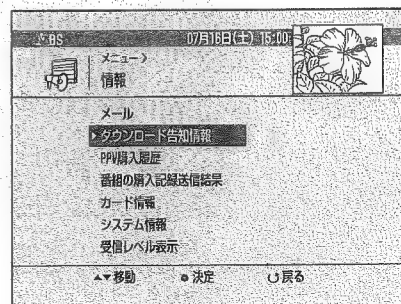 BS 07月16日(土) 15:00
メニュー〉
情報
メール
▶ダウンロード告知情報
PPV購入履歴
番組の購入記録送信結果
カード情報
システム情報
受信レベル表示
▲▼移動 ●決定 ↺戻る